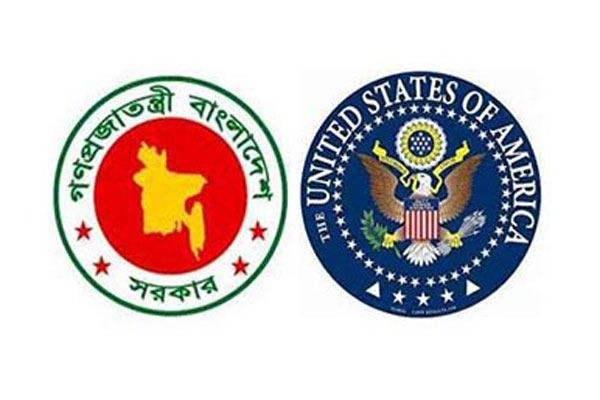 গণপ্রজাতন্ত্রী বাংলাদেশ
সরকার
THE UNITED STATES OF AMERICA